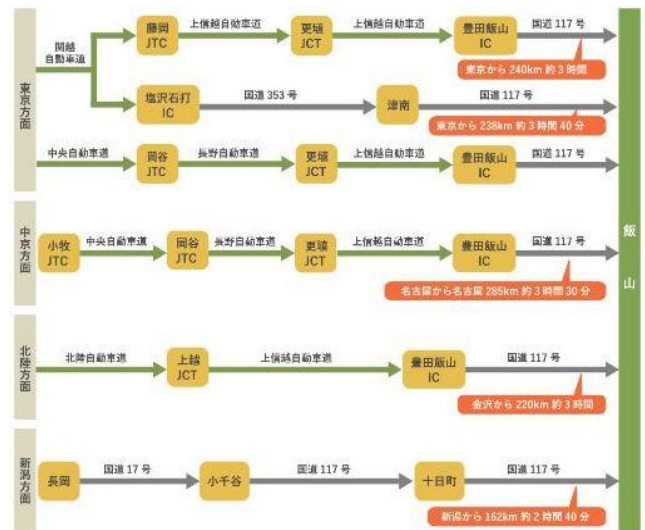 東京方面
関越
自動車道
藤岡
JTC
上信越自動車道
更埴
JCT
上信越自動車道
豊田飯山
IC
国道 117 号
東京から 240km 約 3 時間
塩沢石打
IC
国道 353 号
津南
国道 117 号
東京から 238km 約 3 時間 40 分
中央自動車道
岡谷
JTC
長野自動車道
更埴
JCT
上信越自動車道
豊田飯山
IC
国道 117 号
中京方面
小牧
JTC
中央自動車道
岡谷
JTC
長野自動車道
更埴
JCT
上信越自動車道
豊田飯山
IC
国道 117 号
名古屋から名古屋 285km 約 3 時間 30 分
北陸方面
北陸自動車道
上越
JCT
上信越自動車道
豊田飯山
IC
国道 117 号
金沢から 220km 約 3 時間
新潟方面
長岡
国道 17 号
小千谷
国道 117 号
十日町
国道 117 号
新潟から 162km 約 2 時間 40 分
飯山